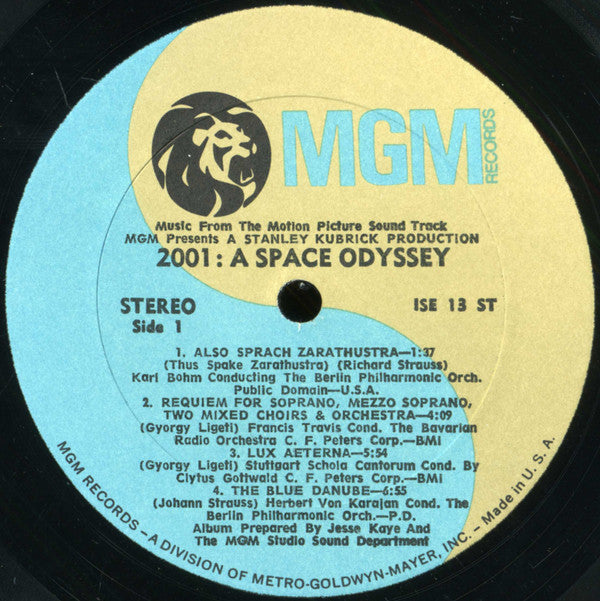 MGM
RECORDS
Music From The Motion Picture Sound Track
MGM Presents A STANLEY KUBRICK PRODUCTION
2001: A SPACE ODYSSEY
STEREO
Side 1
ISE 13 ST
1. ALSO SPRACH ZARATHUSTRA—1:37
(Thus Spake Zarathustra) (Richard Strauss)
Karl Bohm Conducting The Berlin Philharmonic Orch.
Public Domain—U.S.A.
2. REQUIEM FOR SOPRANO, MEZZO SOPRANO,
TWO MIXED CHOIRS & ORCHESTRA—4:09
(Gyorgy Ligeti) Francis Travis Cond. The Bavarian
Radio Orchestra C. F. Peters Corp.—BMI
3. LUX AETERNA—5:54
(Gyorgy Ligeti) Stuttgart Schola Cantorum Cond. By
Clytus Gottwald C. F. Peters Corp.—BMI
4. THE BLUE DANUBE—6:55
(Johann Strauss) Herbert Von Karajan Cond. The
Berlin Philharmonic Orch.—P.D.
Album Prepared By Jesse Kaye And
The MGM Studio Sound Department
MGM RECORDS – A DIVISION OF METRO-GOLDWYN-MAYER, INC. – Made in U. S. A.